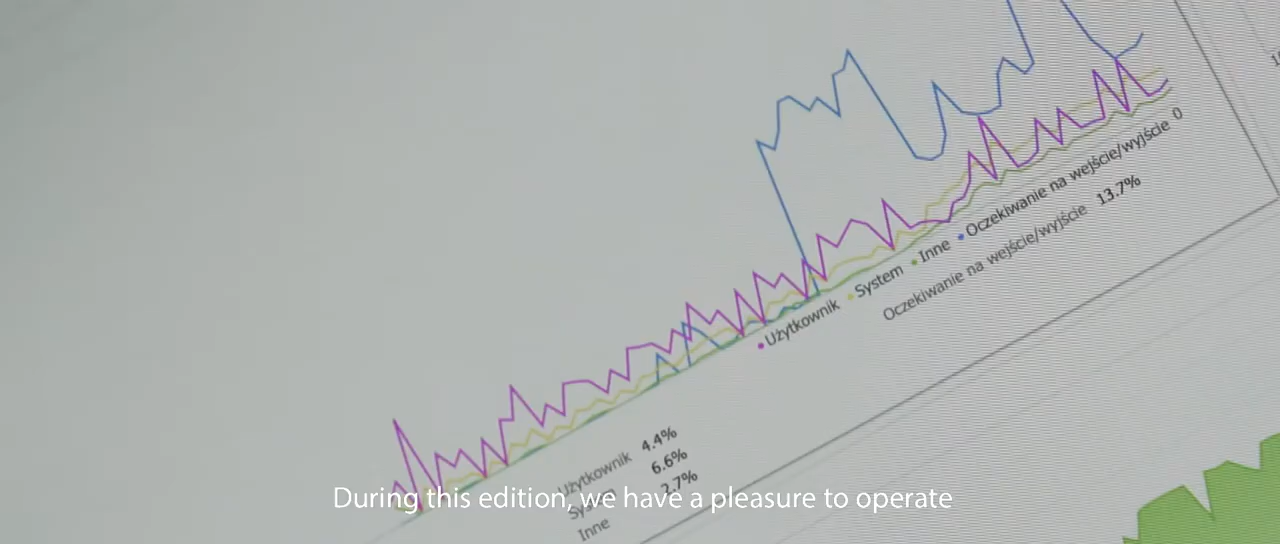 0
•Użytkownik •System •Inne •Oczekiwanie na wejście/wyjście
Oczekiwanie na wejście/wyjście 13.7%
Użytkownik 4.4%
System 6.6%
Inne 2.7%
During this edition, we have a pleasure to operate